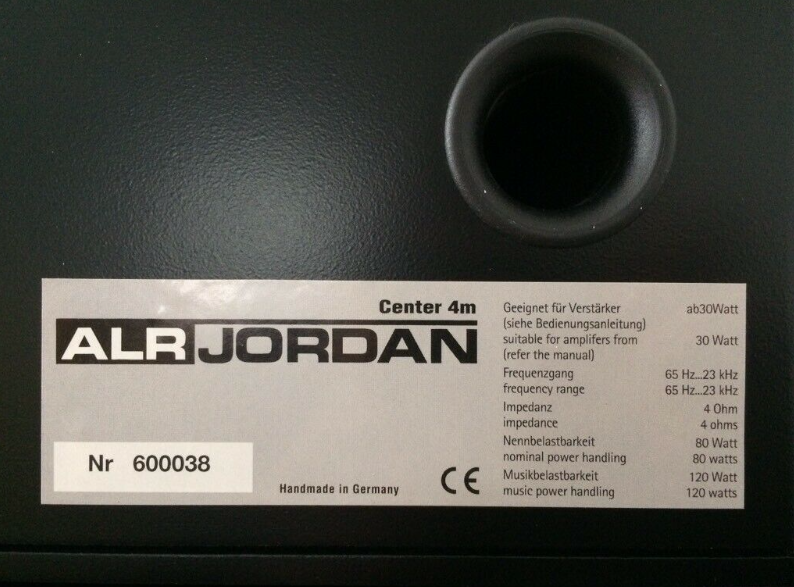 Center 4m
ALR JORDAN
Nr 600038
Handmade in Germany
CE
Geeignet für Verstärker ab30Watt
(siehe Bedienungsanleitung)
suitable for amplifers from 30 Watt
(refer the manual)
Frequenzgang 65 Hz...23 kHz
frequency range 65 Hz...23 kHz
Impedanz 4 Ohm
impedance 4 ohms
Nennbelastbarkeit 80 Watt
nominal power handling 80 watts
Musikbelastbarkeit 120 Watt
music power handling 120 watts